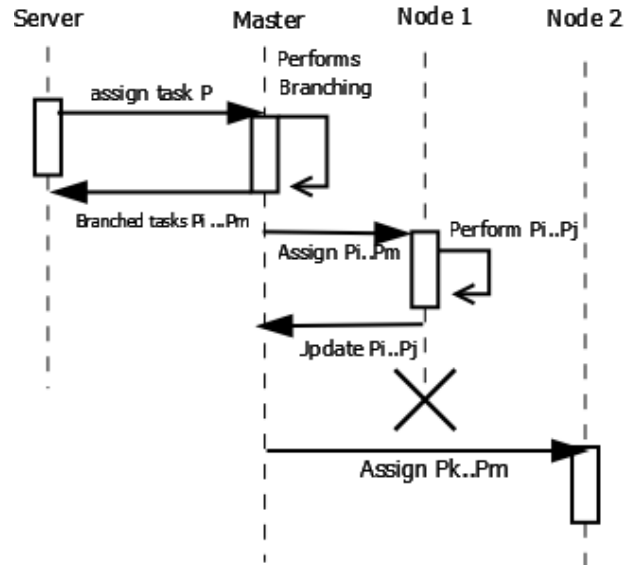 Server
Master
Node 1
Node 2
Performs
Branching
assign task P
Branched tasks Pi ...Pm
Assign Pi..Pm
Perform Pi..Pj
Update Pi..Pj
Assign Pk..Pm